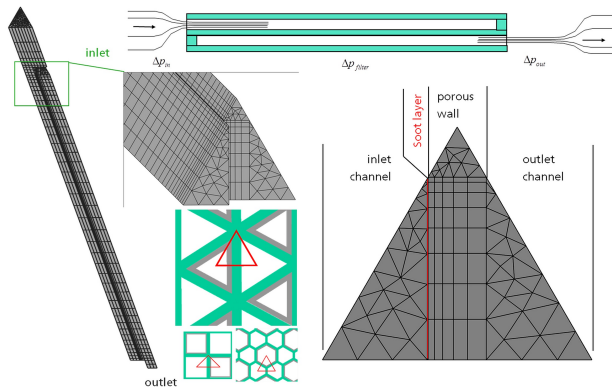 Δp_in
Δp_filter
Δp_out
inlet
Soot layer
porous
wall
inlet
channel
outlet
channel
outlet